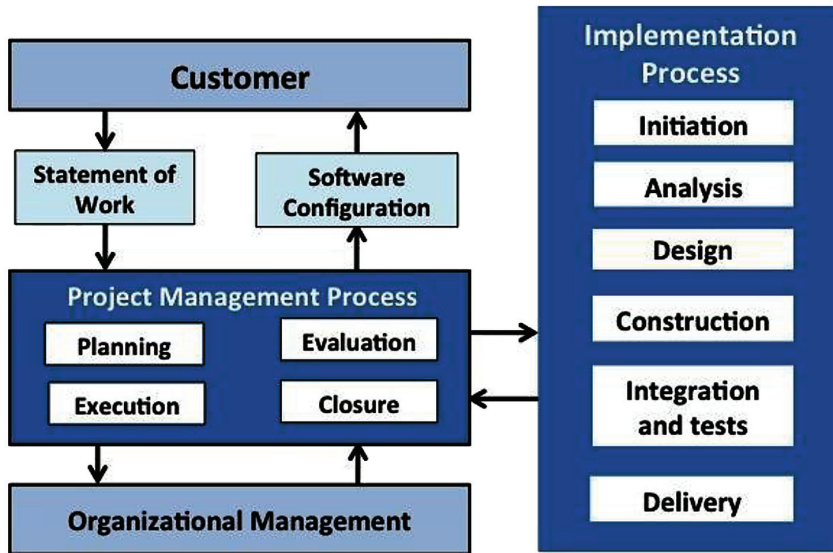 Customer
Statement of
Work
Software
Configuration
Project Management Process
Planning
Evaluation
Execution
Closure
Organizational Management
Implementation
Process
Initiation
Analysis
Design
Construction
Integration
and tests
Delivery